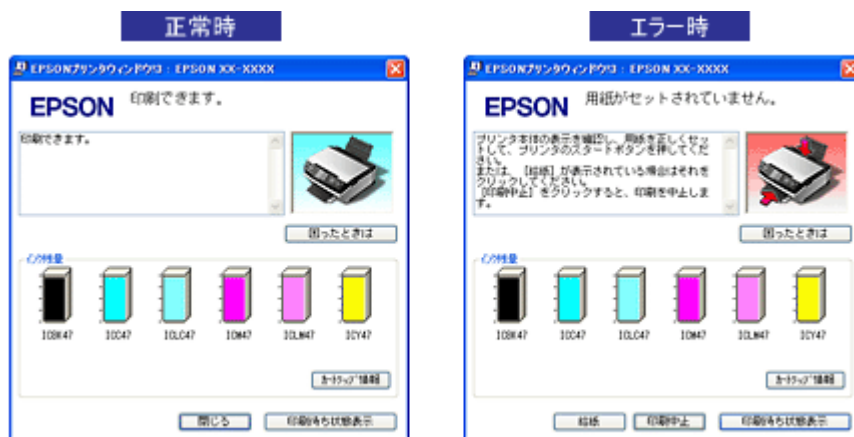 正常時
EPSONプリンタウィンドウ!3 : EPSON XX-XXXX
EPSON
印刷できます。
印刷できます。
困ったときは
インク残量
ICBK47
ICC47
ICLC47
ICM47
ICLM47
ICY47
カートリッジ情報
閉じる
印刷待ち状態表示
エラー時
EPSONプリンタウィンドウ!3 : EPSON XX-XXXX
EPSON
用紙がセットされていません。
プリンタ本体の表示を確認し、用紙を正しくセッ
トして、プリンタのスタートボタンを押してくだ
さい。
または、[給紙] が表示されている場合はそれを
クリックしてください。
[印刷中止] をクリックすると、印刷を中止しま
す。
困ったときは
インク残量
ICBK47
ICC47
ICLC47
ICM47
ICLM47
ICY47
カートリッジ情報
給紙
印刷中止
印刷待ち状態表示